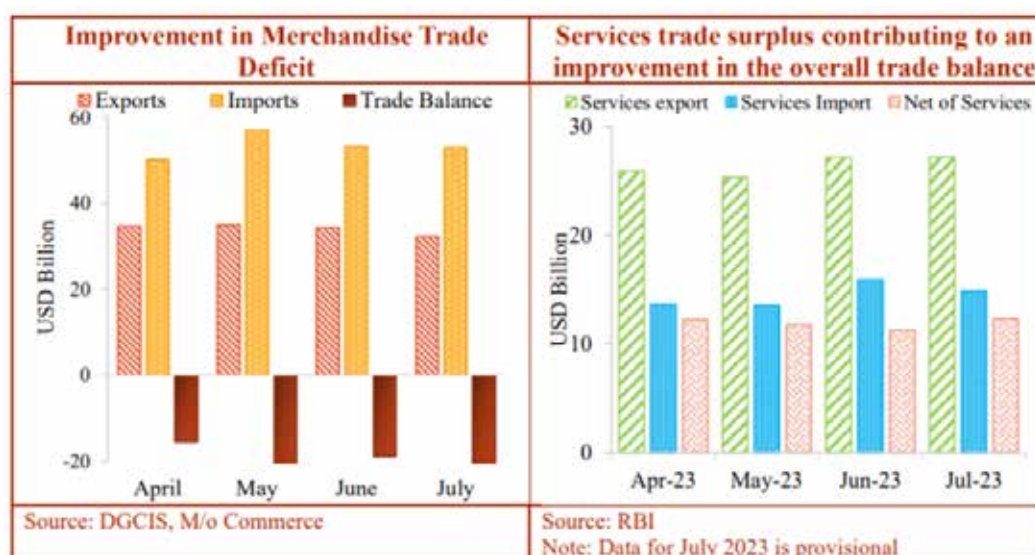 Improvement in Merchandise Trade
Deficit
Exports Imports Trade Balance
60
40
20
0
-20
USD Billion
April May June July
Source: DGCIS, M/o Commerce
Services trade surplus contributing to an
improvement in the overall trade balance
Services export Services Import Net of Services
30
20
10
0
USD Billion
Apr-23 May-23 Jun-23 Jul-23
Source: RBI
Note: Data for July 2023 is provisional